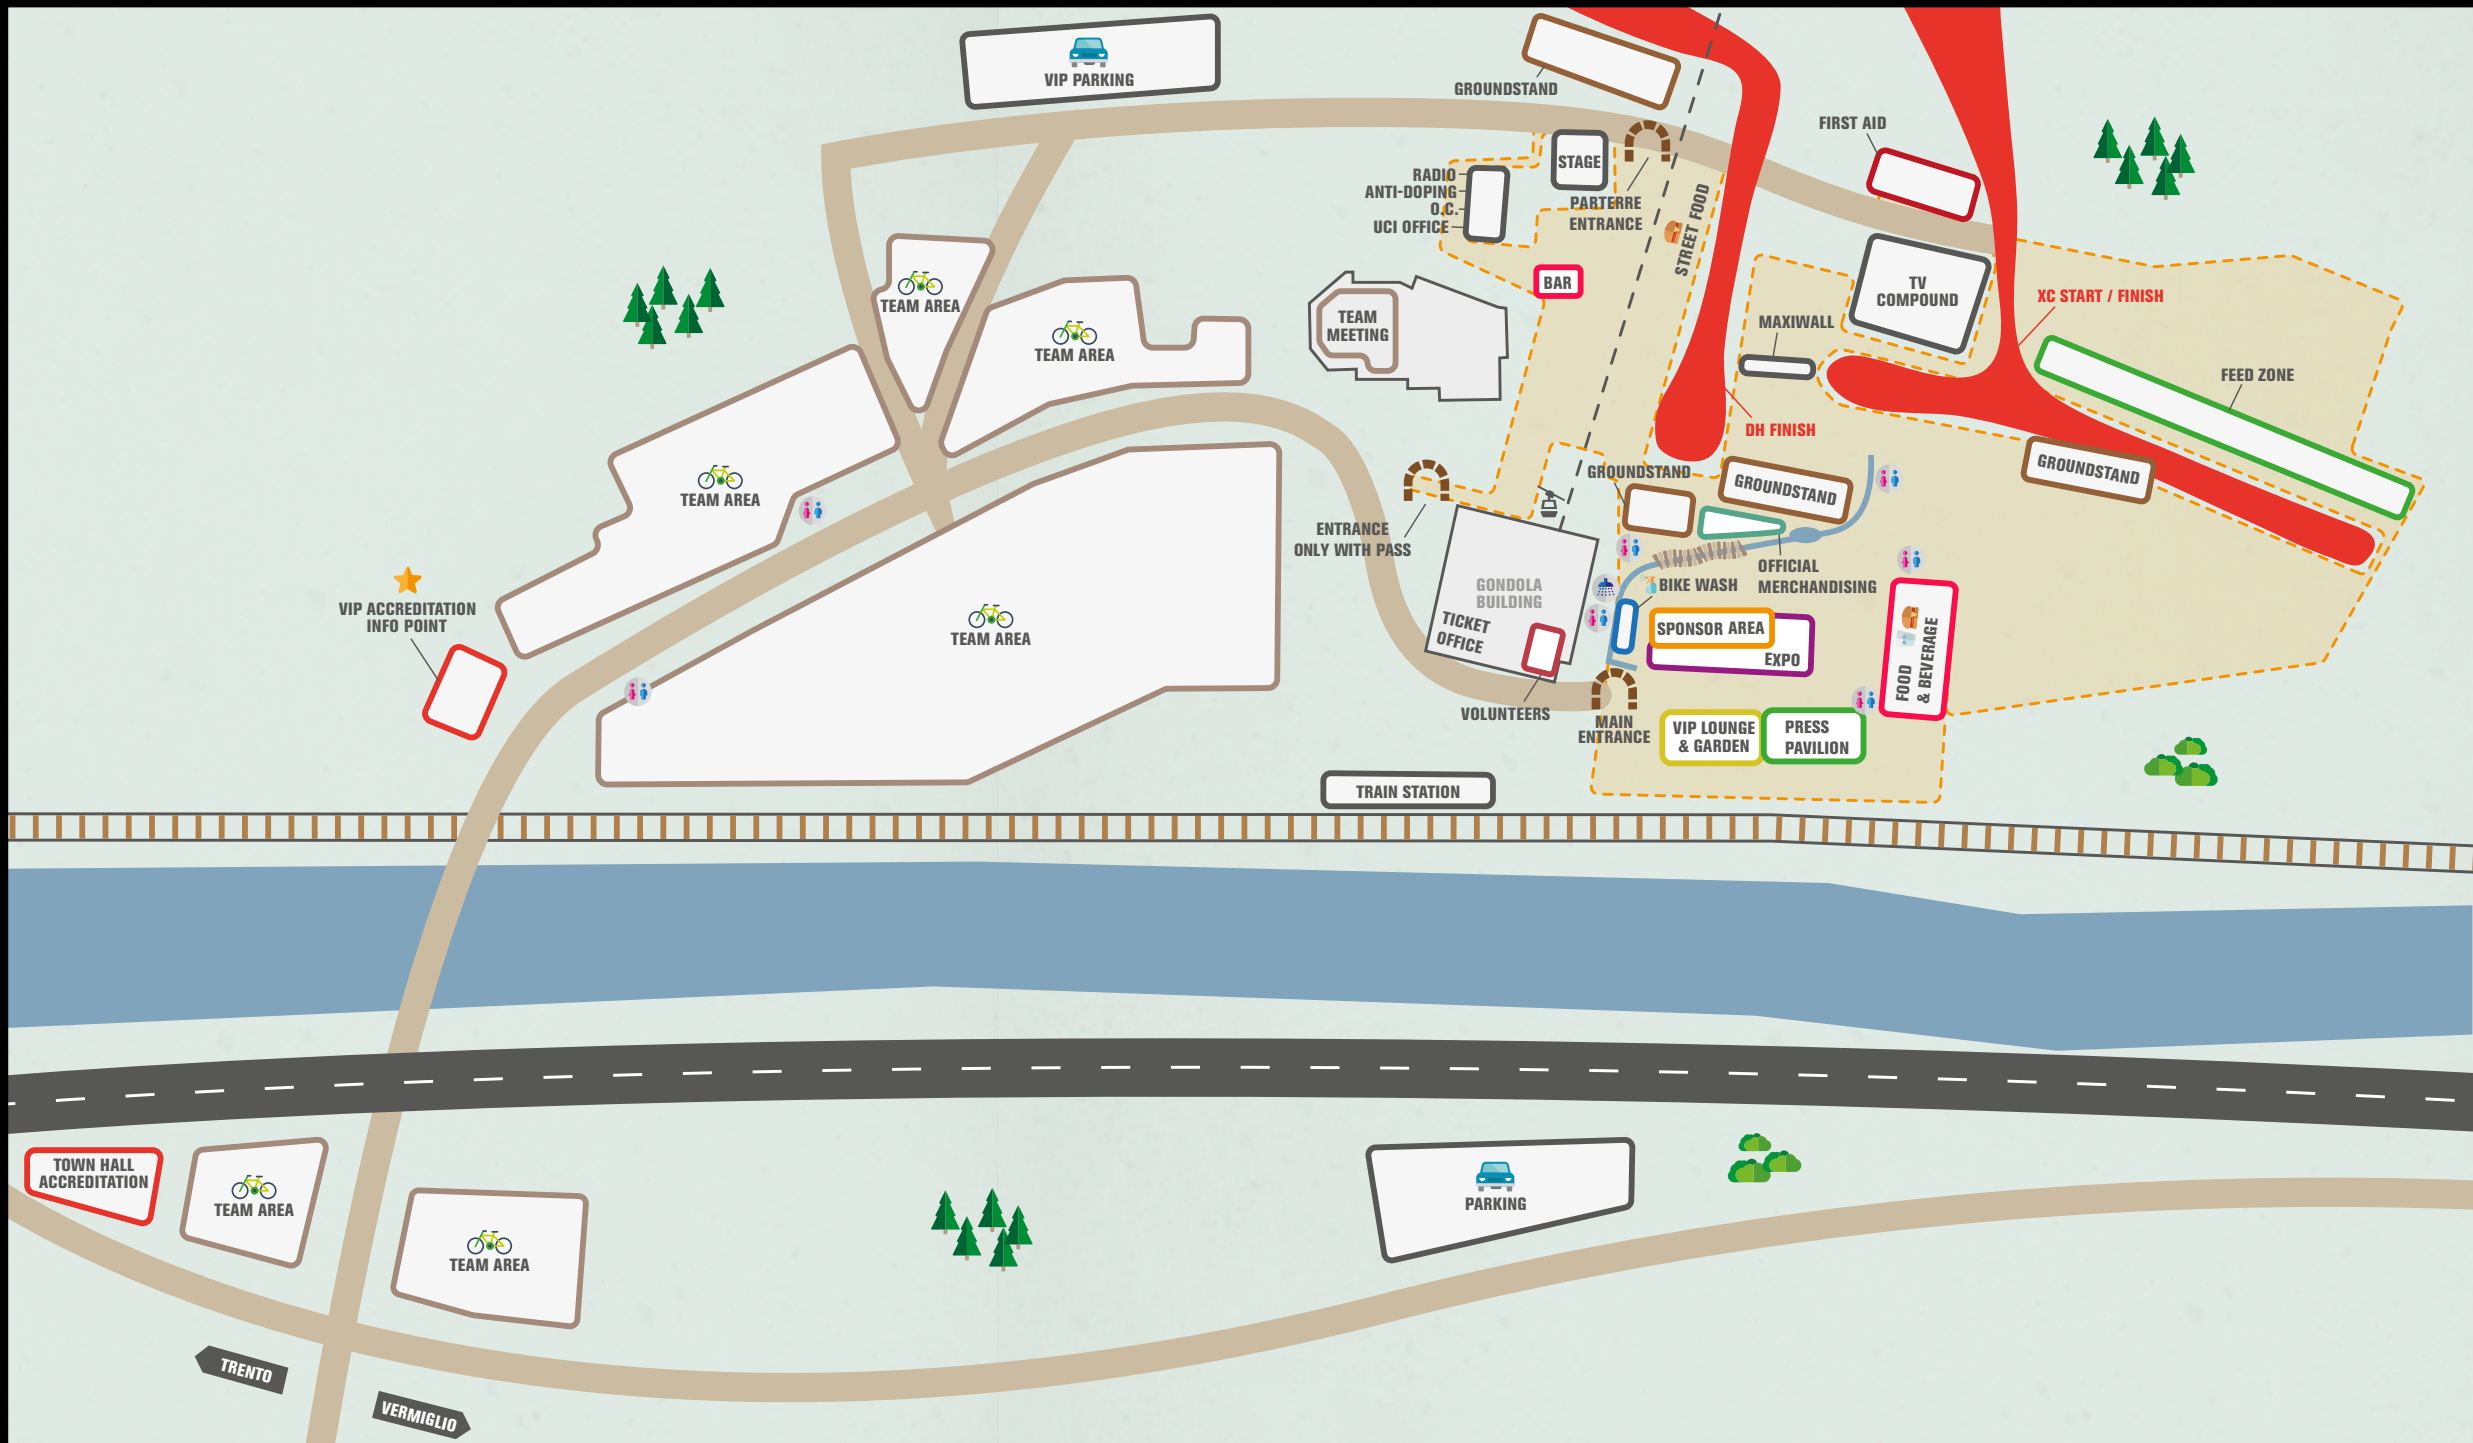 VIP PARKING
GROUNDSTAND
FIRST AID
STAGE
RADIO
ANTI-DOPING
O.C.
UCI OFFICE
PARTERRE
ENTRANCE
STREET FOOD
BAR
TV
COMPOUND
XC START / FINISH
MAXIWALL
FEED ZONE
TEAM AREA
TEAM AREA
TEAM
MEETING
DH FINISH
GROUNDSTAND
GROUNDSTAND
GROUNDSTAND
TEAM AREA
ENTRANCE
ONLY WITH PASS
OFFICIAL
MERCHANDISING
BIKE WASH
GONDOLA
BUILDING
TICKET
OFFICE
SPONSOR AREA
EXPO
FOOD
& BEVERAGE
VIP ACCREDITATION
INFO POINT
TEAM AREA
VOLUNTEERS
MAIN
ENTRANCE
VIP LOUNGE
& GARDEN
PRESS
PAVILION
TRAIN STATION
TOWN HALL
ACCREDITATION
TEAM AREA
TEAM AREA
PARKING
TRENTO
VERMIGLIO